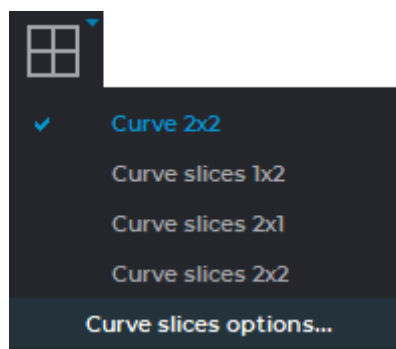 Curve 2x2
Curve slices 1x2
Curve slices 2x1
Curve slices 2x2
Curve slices options...